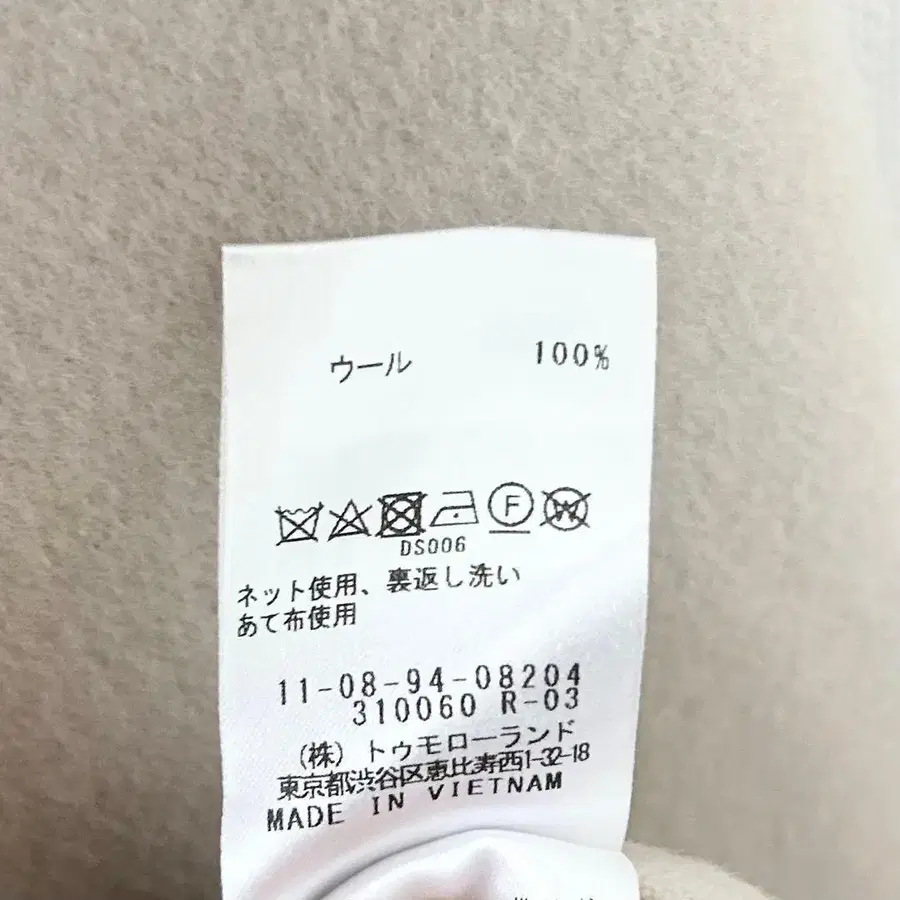 ウール 100%
F W
DS006
ネット使用、裏返し洗い
あて布使用
11-08-94-08204
310060 R-03
（株）トゥモローランド
東京都渋谷区恵比寿西1-32-18
MADE IN VIETNAM